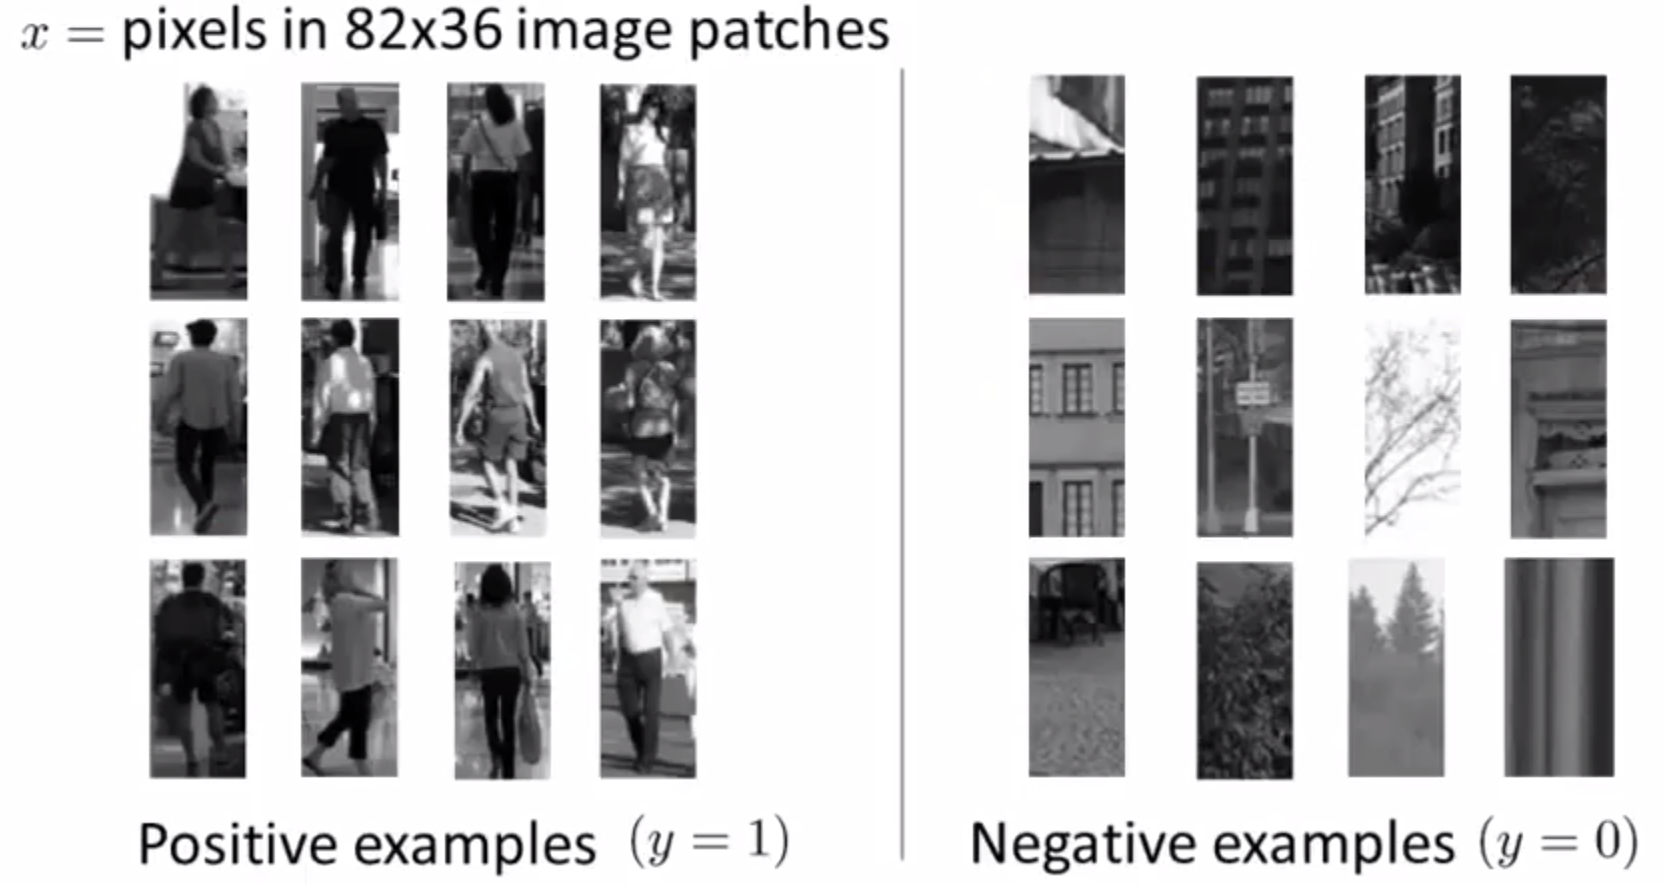 x = pixels in 82x36 image patches
Positive examples (y = 1)
Negative examples (y = 0)